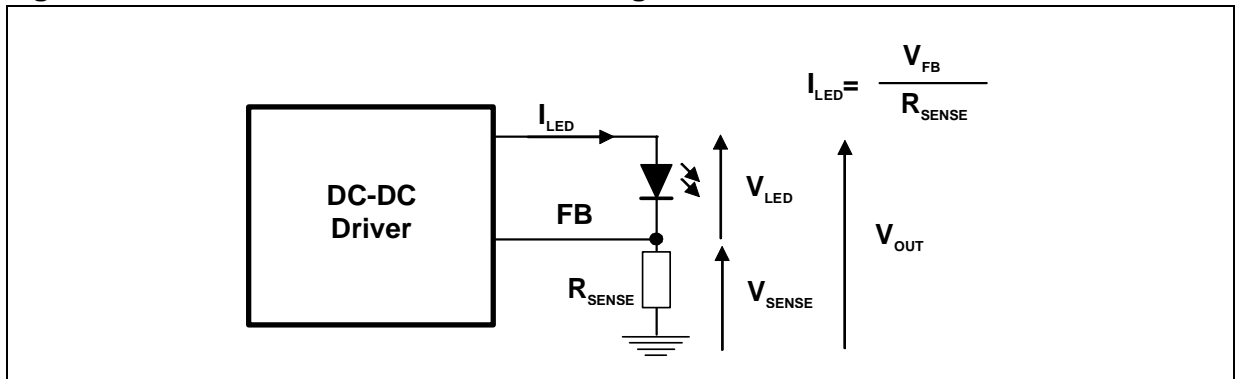 I_LED= V_FB
R_SENSE
I_LED
DC-DC
Driver
FB
V_LED
V_OUT
R_SENSE
V_SENSE